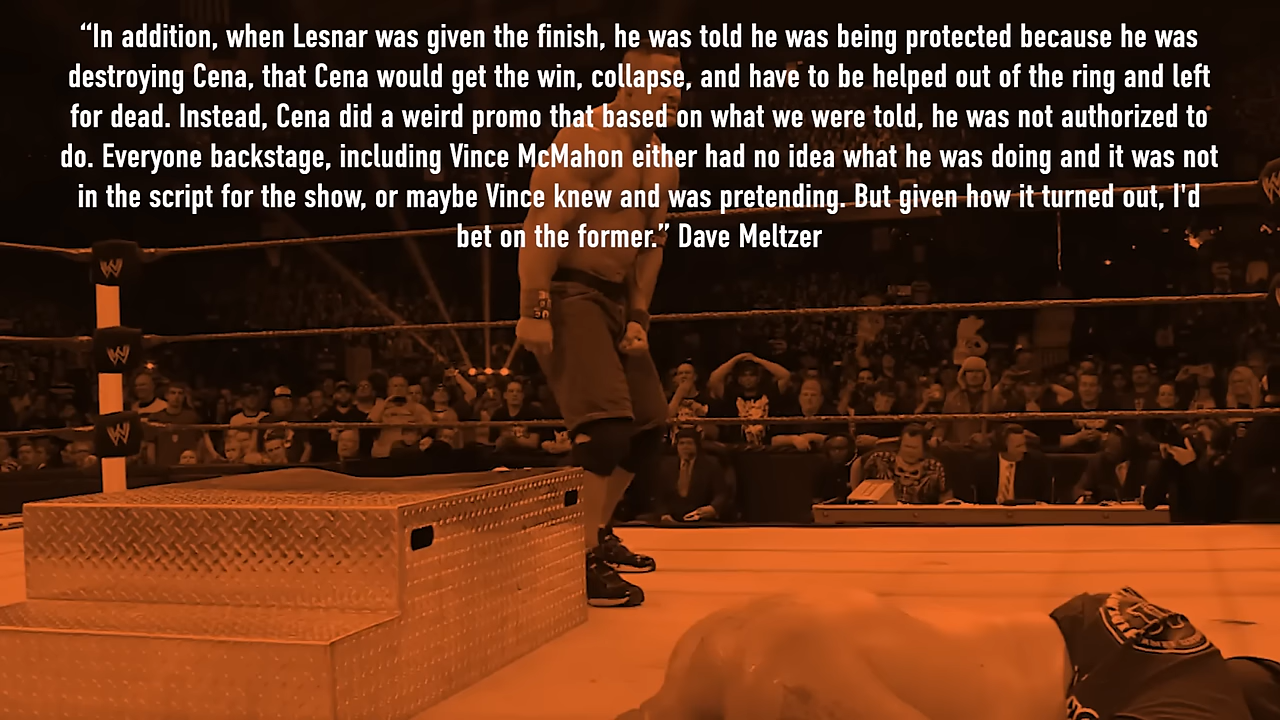 “In addition, when Lesnar was given the finish, he was told he was being protected because he was
destroying Cena, that Cena would get the win, collapse, and have to be helped out of the ring and left
for dead. Instead, Cena did a weird promo that based on what we were told, he was not authorized to
do. Everyone backstage, including Vince McMahon either had no idea what he was doing and it was not
in the script for the show, or maybe Vince knew and was pretending. But given how it turned out, I'd
bet on the former.” Dave Meltzer